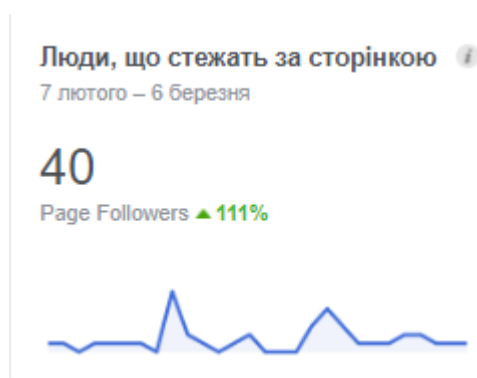 Люди, що стежать за сторінкою
7 лютого – 6 березня
40
Page Followers ▲ 111%